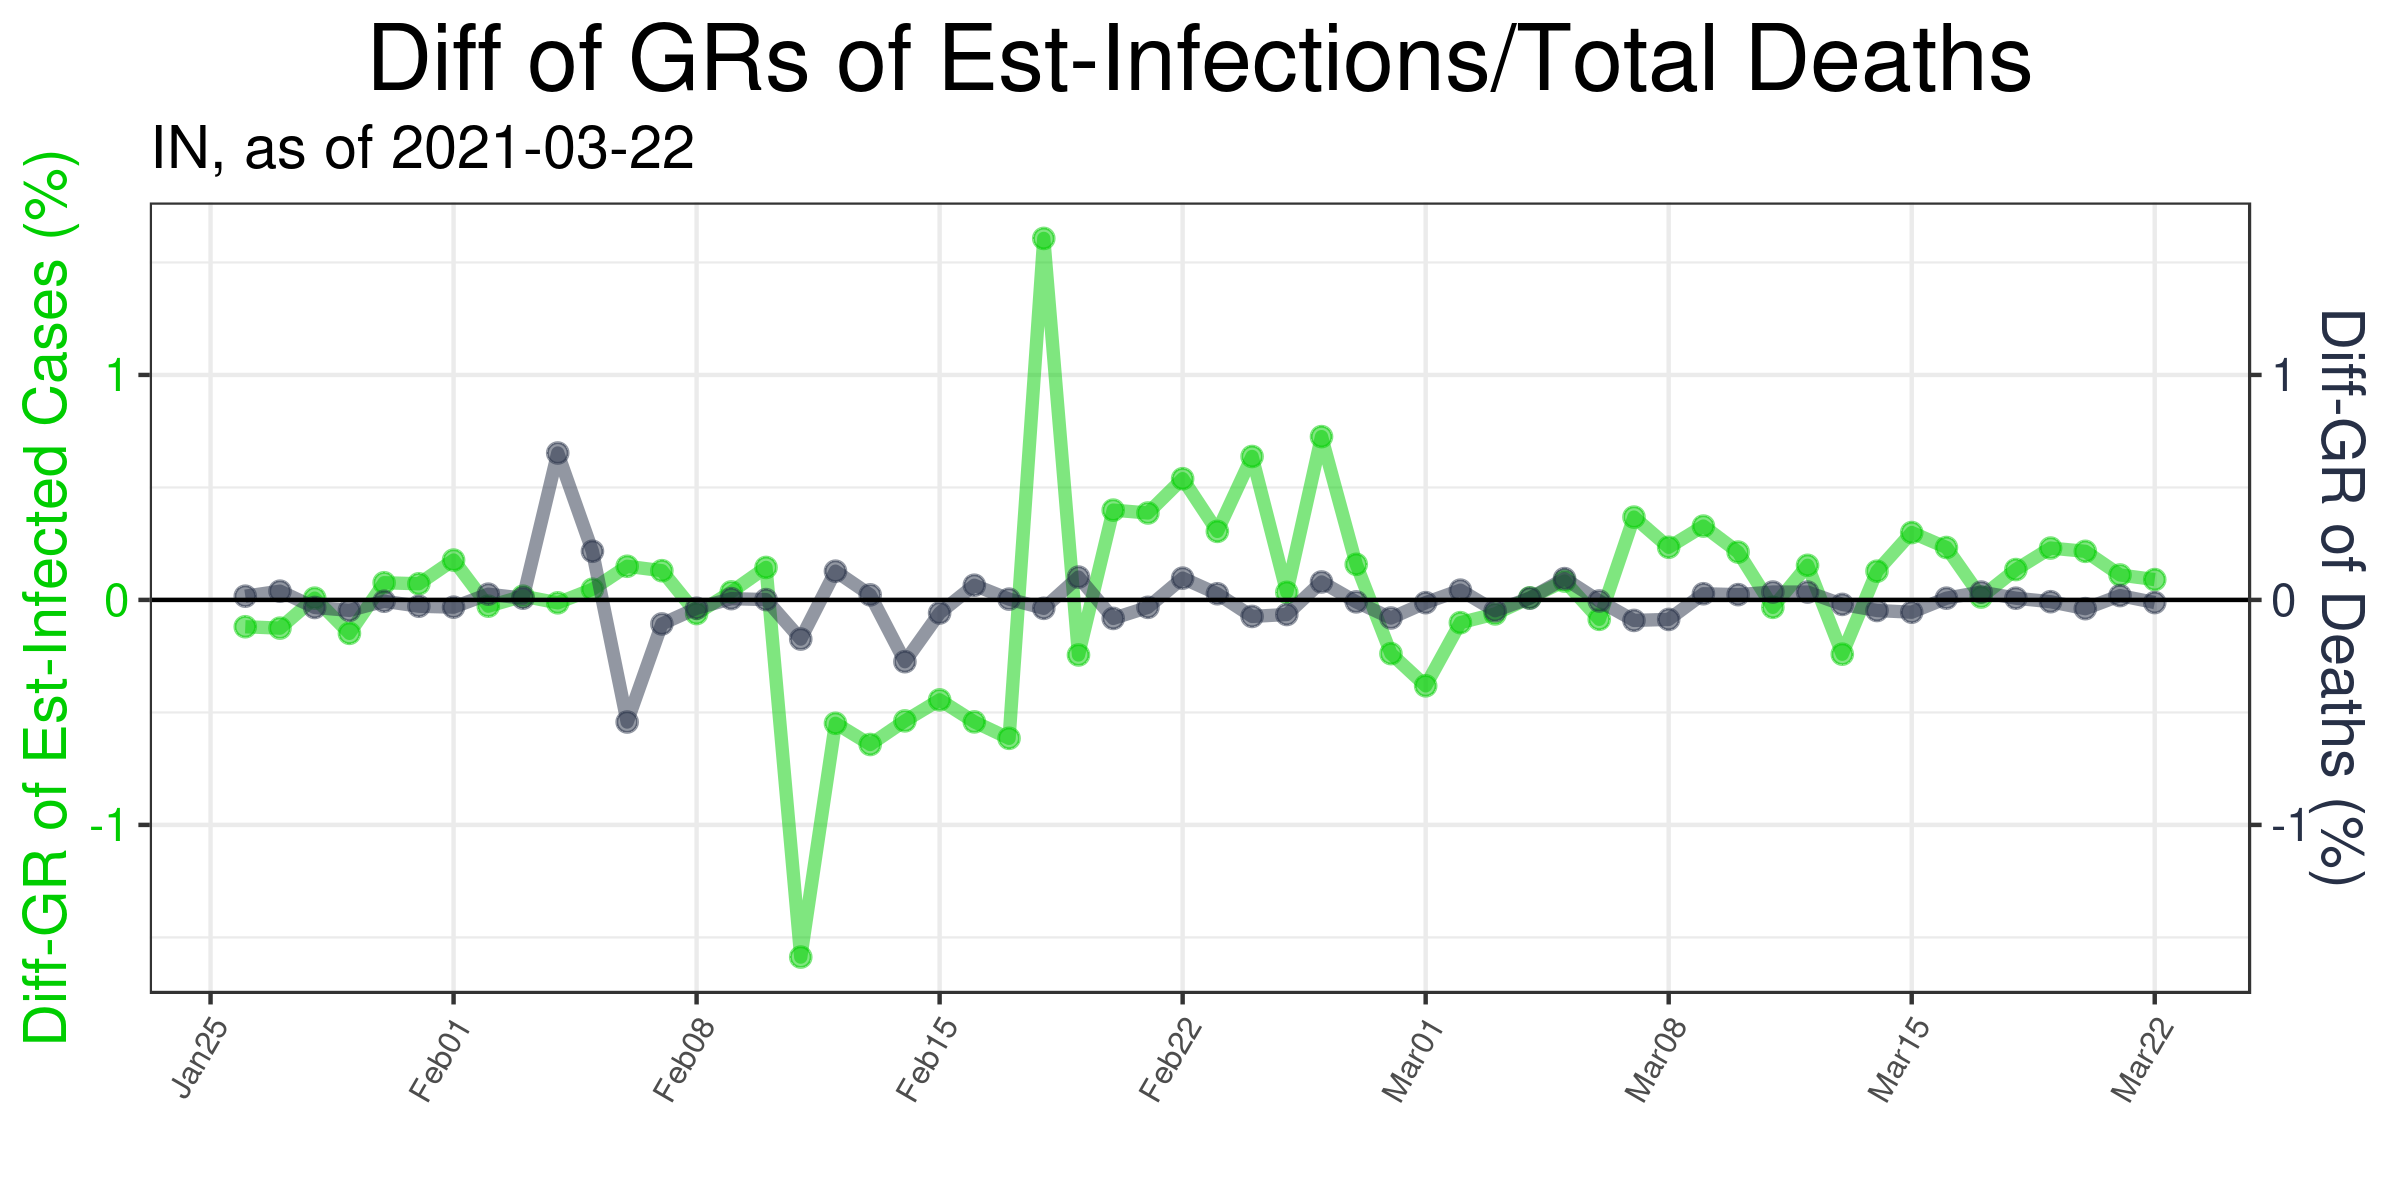 Diff of GRs of Est-Infections/Total Deaths
IN, as of 2021-03-22
Diff-GR of Est-Infected Cases (%)
1
0
-1
1
0
-1
Diff-GR of Deaths (%)
Jan25
Feb01
Feb08
Feb15
Feb22
Mar01
Mar08
Mar15
Mar22